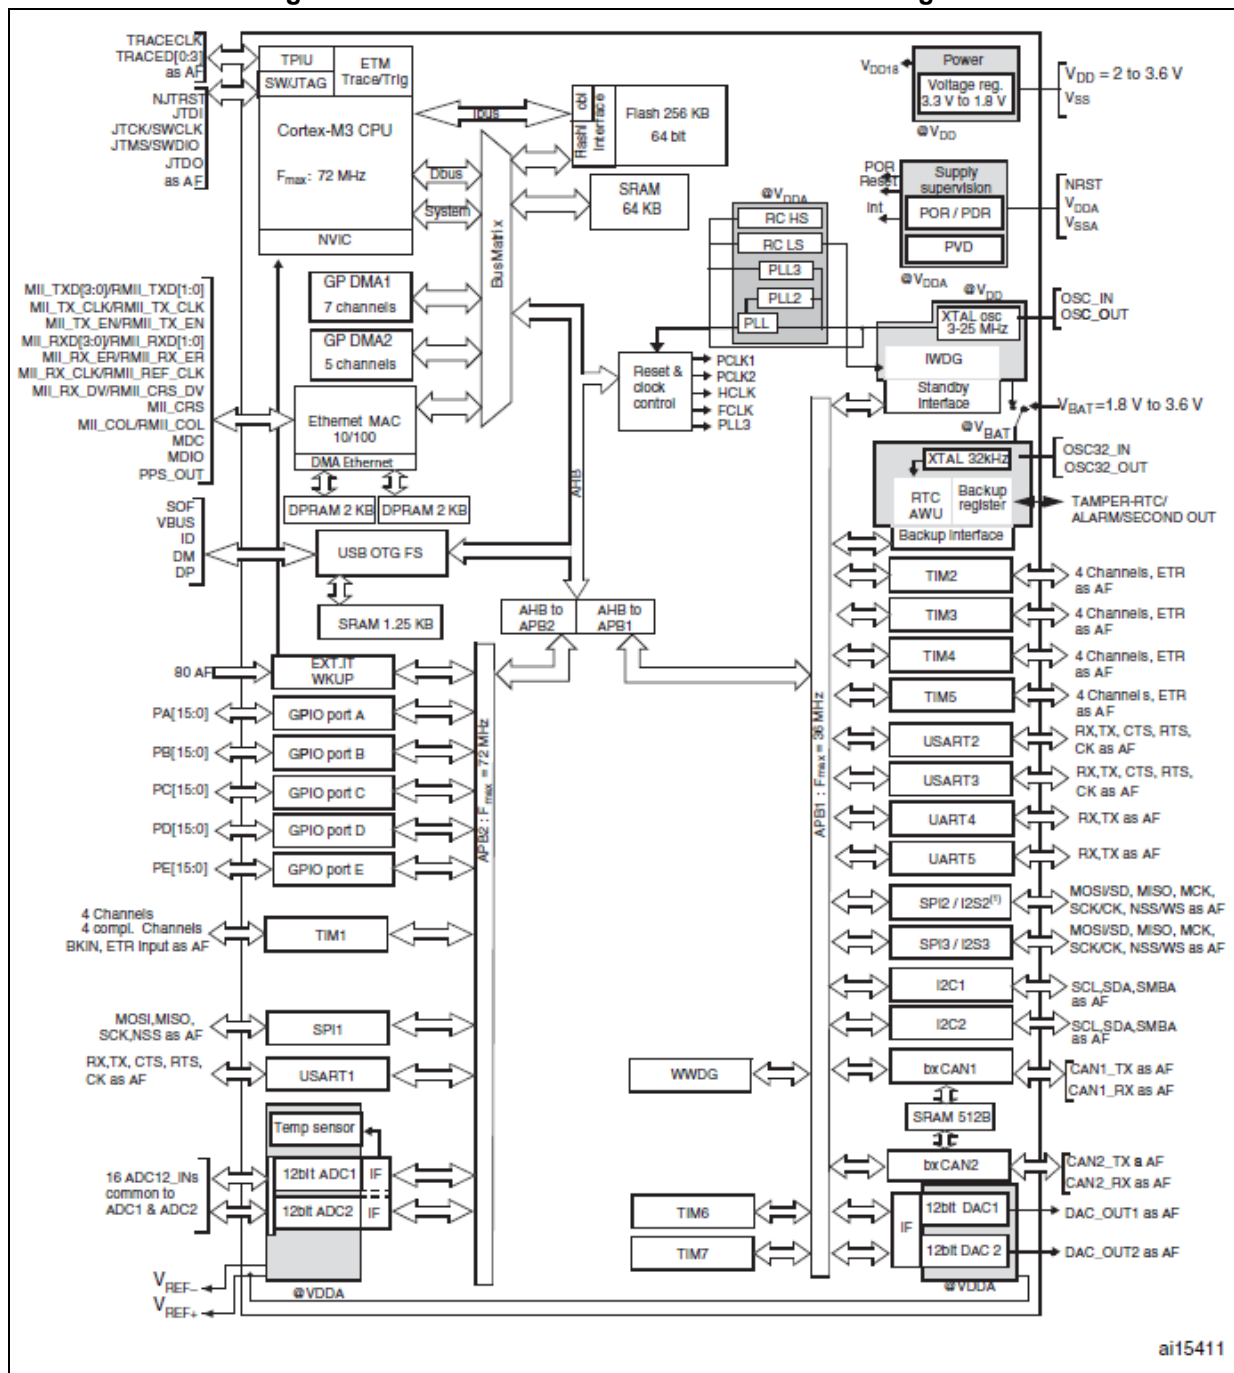 TRACECLK
TRACED[0:3]
as AF
NJTRST
JTDI
JTCK/SWCLK
JTMS/SWDIO
JTDO
as AF
TPIU
ETM
Trace/Trig
SW/JTAG
Cortex-M3 CPU
Fmax: 72 MHz
NVIC
Ibus
Dbus
System
BusMatrix
obl
Flash
Interface
Flash 256 KB
64 bit
SRAM
64 KB
VDD18
Power
Voltage reg.
3.3 V to 1.8 V
@VDD
VDD = 2 to 3.6 V
VSS
POR
Reset
Int
Supply
supervision
POR / PDR
PVD
@VDDA
NRST
VDDA
VSSA
@VDDA
RC HS
RC LS
PLL3
PLL2
PLL
@VDD
XTAL osc
3-25 MHz
IWDG
Standby
Interface
OSC_IN
OSC_OUT
VBAT=1.8 V to 3.6 V
@VBAT
GP DMA1
7 channels
GP DMA2
5 channels
Reset &
clock
control
PCLK1
PCLK2
HCLK
FCLK
PLL3
MII_TXD[3:0]/RMII_TXD[1:0]
MII_TX_CLK/RMII_TX_CLK
MII_TX_EN/RMII_TX_EN
MII_RXD[3:0]/RMII_RXD[1:0]
MII_RX_ER/RMII_RX_ER
MII_RX_CLK/RMII_REF_CLK
MII_RX_DV/RMII_CRS_DV
MII_CRS
MII_COL/RMII_COL
MDC
MDIO
PPS_OUT
Ethernet MAC
10/100
DMA Ethernet
DPRAM 2 KB
DPRAM 2 KB
AHB
XTAL 32kHz
RTC
AWU
Backup
register
Backup Interface
OSC32_IN
OSC32_OUT
TAMPER-RTC/
ALARM/SECOND OUT
SOF
VBUS
ID
DM
DP
USB OTG FS
SRAM 1.25 KB
AHB to
APB2
AHB to
APB1
80 AF
EXT.IT
WKUP
PA[15:0]
GPIO port A
PB[15:0]
GPIO port B
PC[15:0]
GPIO port C
PD[15:0]
GPIO port D
PE[15:0]
GPIO port E
4 Channels
4 compl. Channels
BKIN, ETR Input as AF
TIM1
MOSI,MISO,
SCK,NSS as AF
SPI1
RX,TX, CTS, RTS,
CK as AF
USART1
Temp sensor
16 ADC12_INs
common to
ADC1 & ADC2
12bit ADC1
IF
12bit ADC2
IF
VREF–
VREF+
@VDDA
APB2 : Fmax = 72 MHz
APB1 : Fmax = 36 MHz
TIM2
4 Channels, ETR
as AF
TIM3
4 Channels, ETR
as AF
TIM4
4 Channels, ETR
as AF
TIM5
4 Channels, ETR
as AF
USART2
RX,TX, CTS, RTS,
CK as AF
USART3
RX,TX, CTS, RTS,
CK as AF
UART4
RX,TX as AF
UART5
RX,TX as AF
SPI2 / I2S2(1)
MOSI/SD, MISO, MCK,
SCK/CK, NSS/WS as AF
SPI3 / I2S3
MOSI/SD, MISO, MCK,
SCK/CK, NSS/WS as AF
I2C1
SCL,SDA,SMBA
as AF
I2C2
SCL,SDA,SMBA
as AF
WWDG
bxCAN1
CAN1_TX as AF
CAN1_RX as AF
SRAM 512B
bxCAN2
CAN2_TX a AF
CAN2_RX as AF
TIM6
TIM7
IF
12bit DAC1
DAC_OUT1 as AF
12bit DAC 2
DAC_OUT2 as AF
@VDDA
ai15411